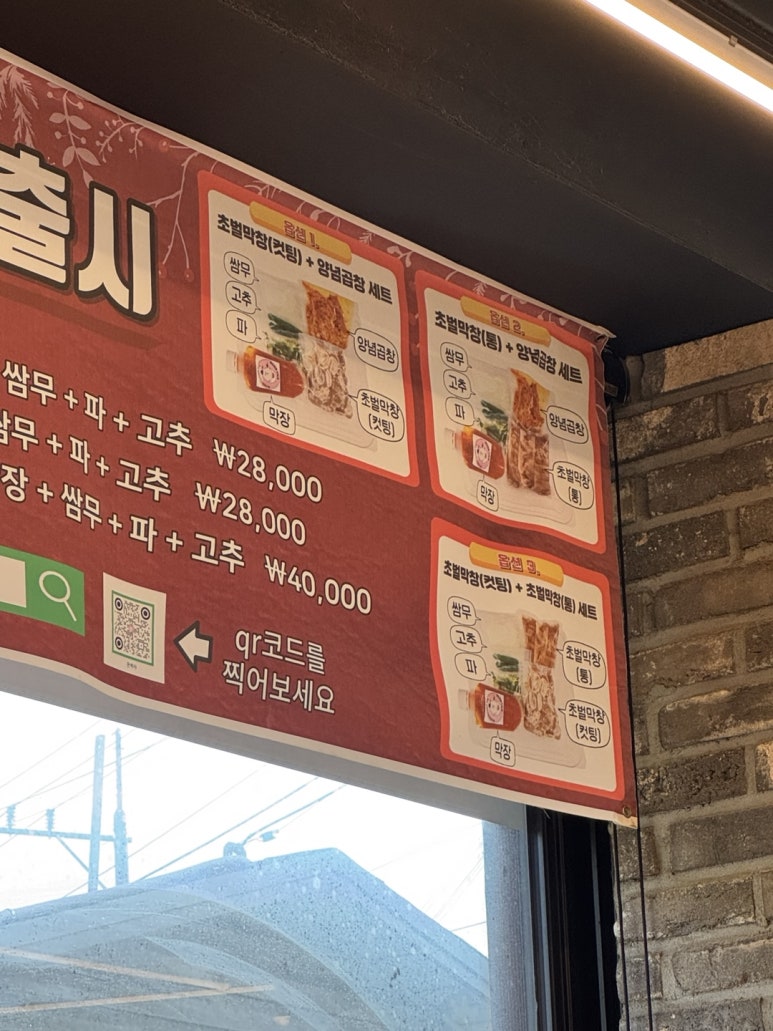 출시
쌈무 + 파 + 고추 ₩28,000
쌈무 + 파 + 고추 ₩28,000
장 + 쌈무 + 파 + 고추 ₩40,000
qr코드를
찍어보세요
옵션 1.
초벌막창(컷팅) + 양념곱창 세트
쌈무
고추
파
막장
양념곱창
초벌막창
(컷팅)
옵션 2.
초벌막창(통) + 양념곱창 세트
쌈무
고추
파
막장
양념곱창
초벌막창
(통)
옵션 3.
초벌막창(컷팅) + 초벌막창(통) 세트
쌈무
고추
파
막장
초벌막창
(통)
초벌막창
(컷팅)